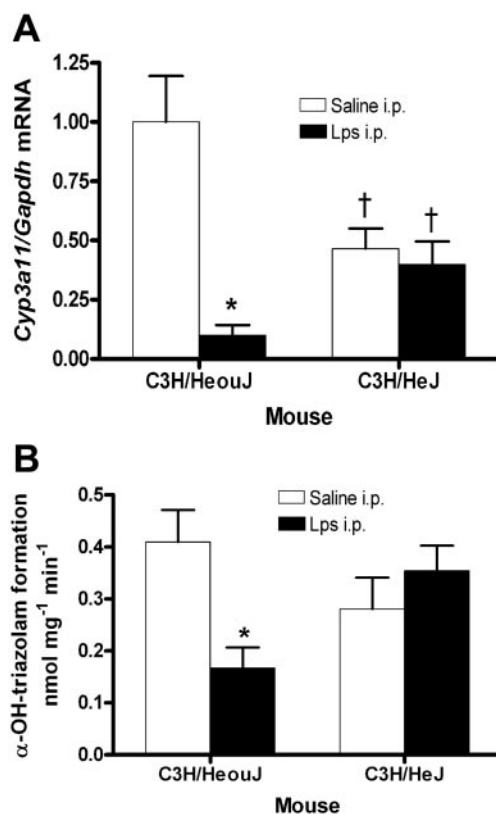 A
Cyp3a11/Gapdh mRNA
1.25
1.00
0.75
0.50
0.25
0.00
Saline i.p.
Lps i.p.
*
†
†
C3H/HeouJ
C3H/HeJ
Mouse
B
α-OH-triazolam formation
nmol mg⁻¹ min⁻¹
0.5
0.4
0.3
0.2
0.1
0.0
Saline i.p.
Lps i.p.
*
C3H/HeouJ
C3H/HeJ
Mouse